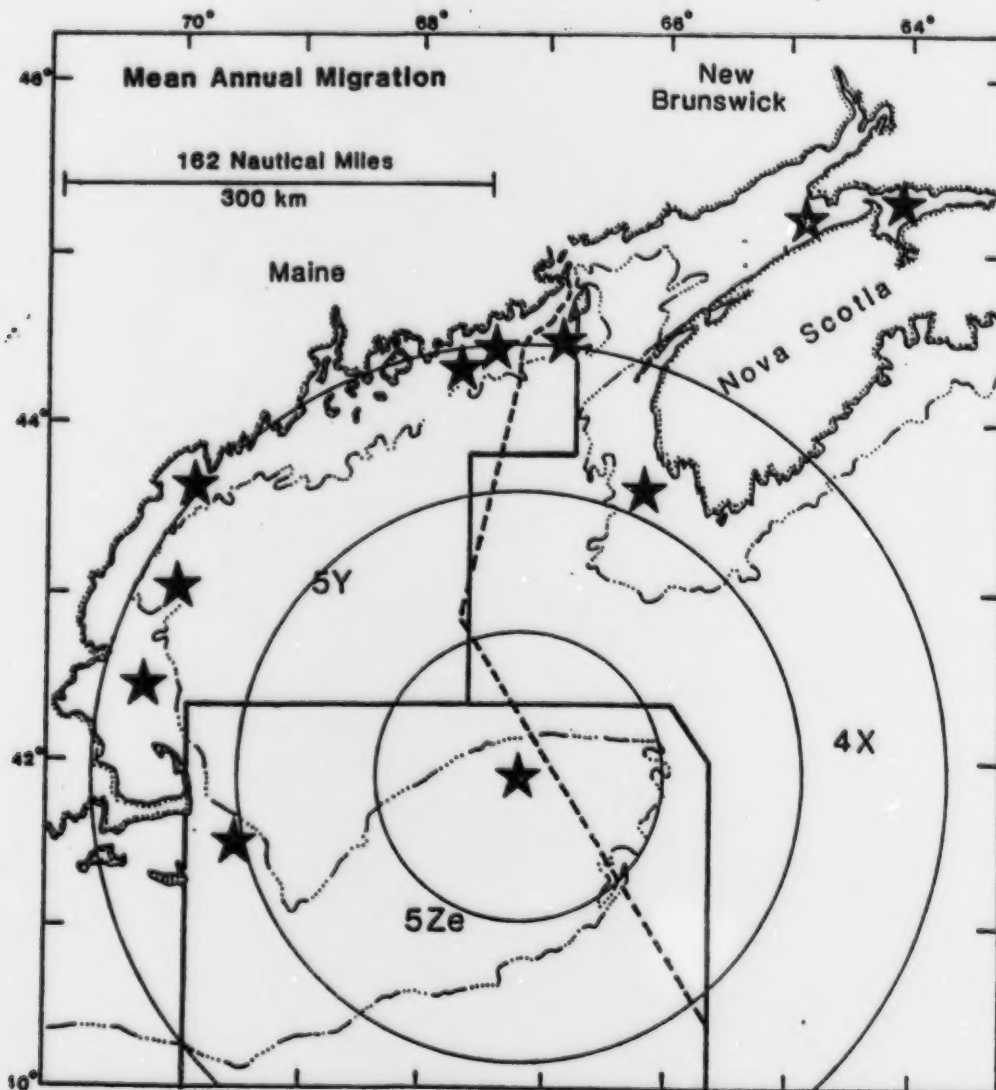 70° 68° 66° 64°
46°
Mean Annual Migration
New
Brunswick
162 Nautical Miles
300 km
Maine
Nova Scotia
44°
5Y
4X
42°
5Ze